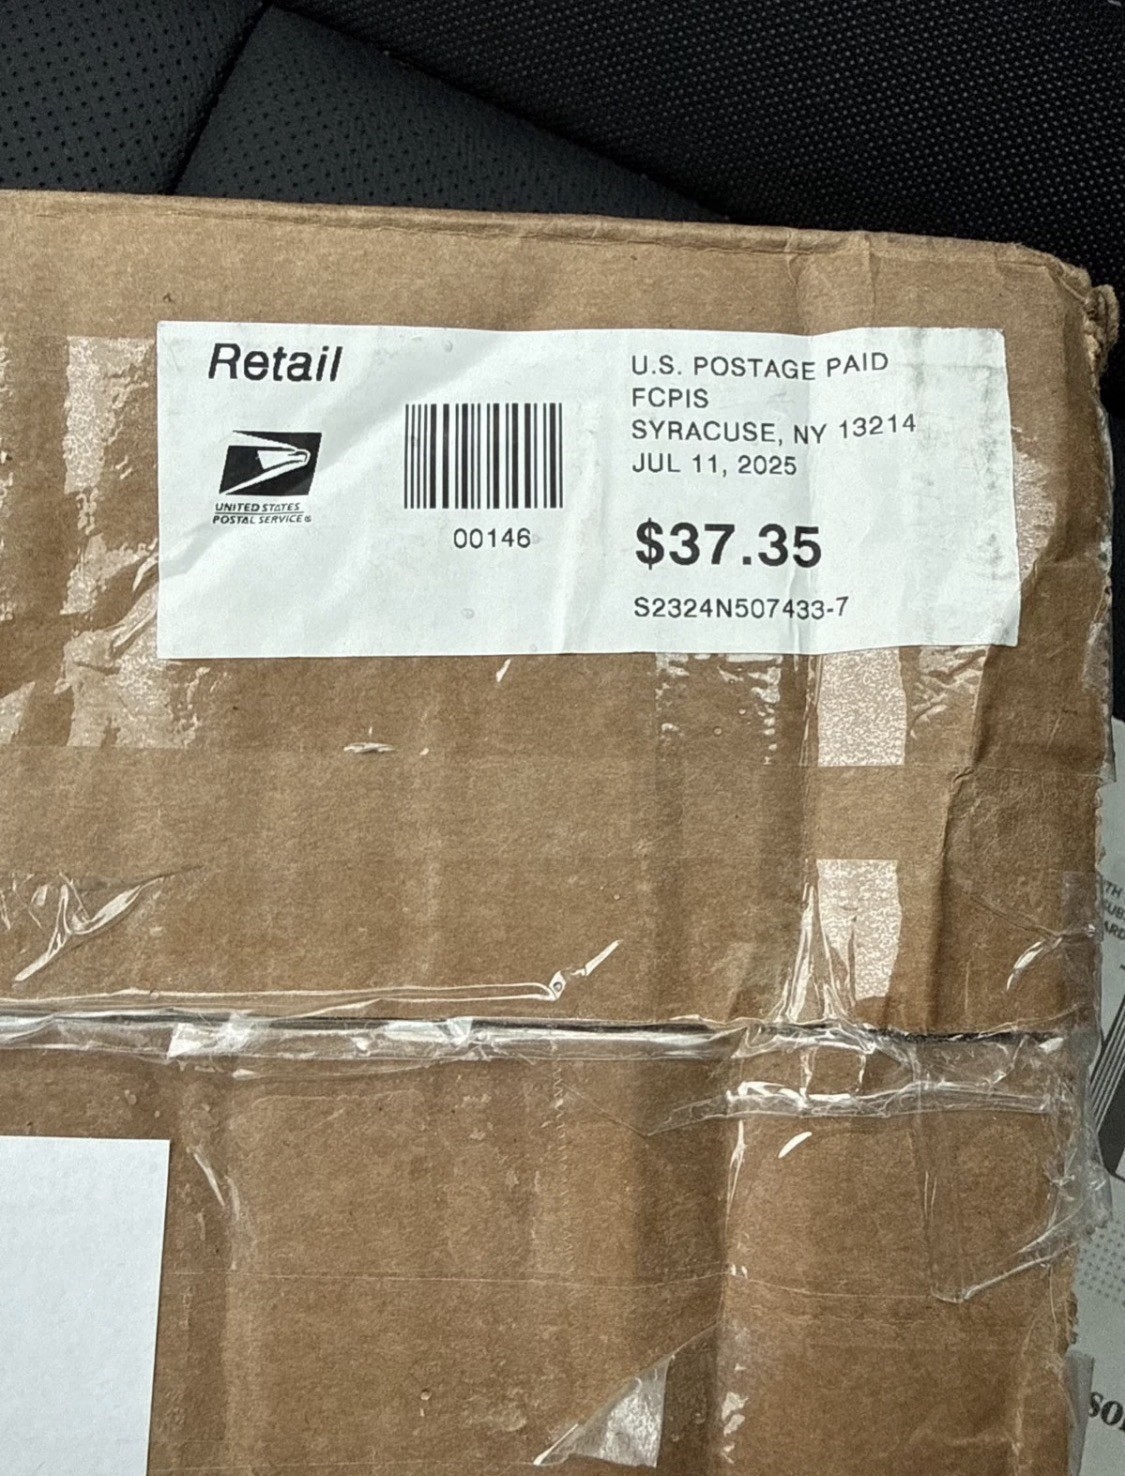 Retail
UNITED STATES
POSTAL SERVICE®
00146
U.S. POSTAGE PAID
FCPIS
SYRACUSE, NY 13214
JUL 11, 2025
$37.35
S2324N507433-7